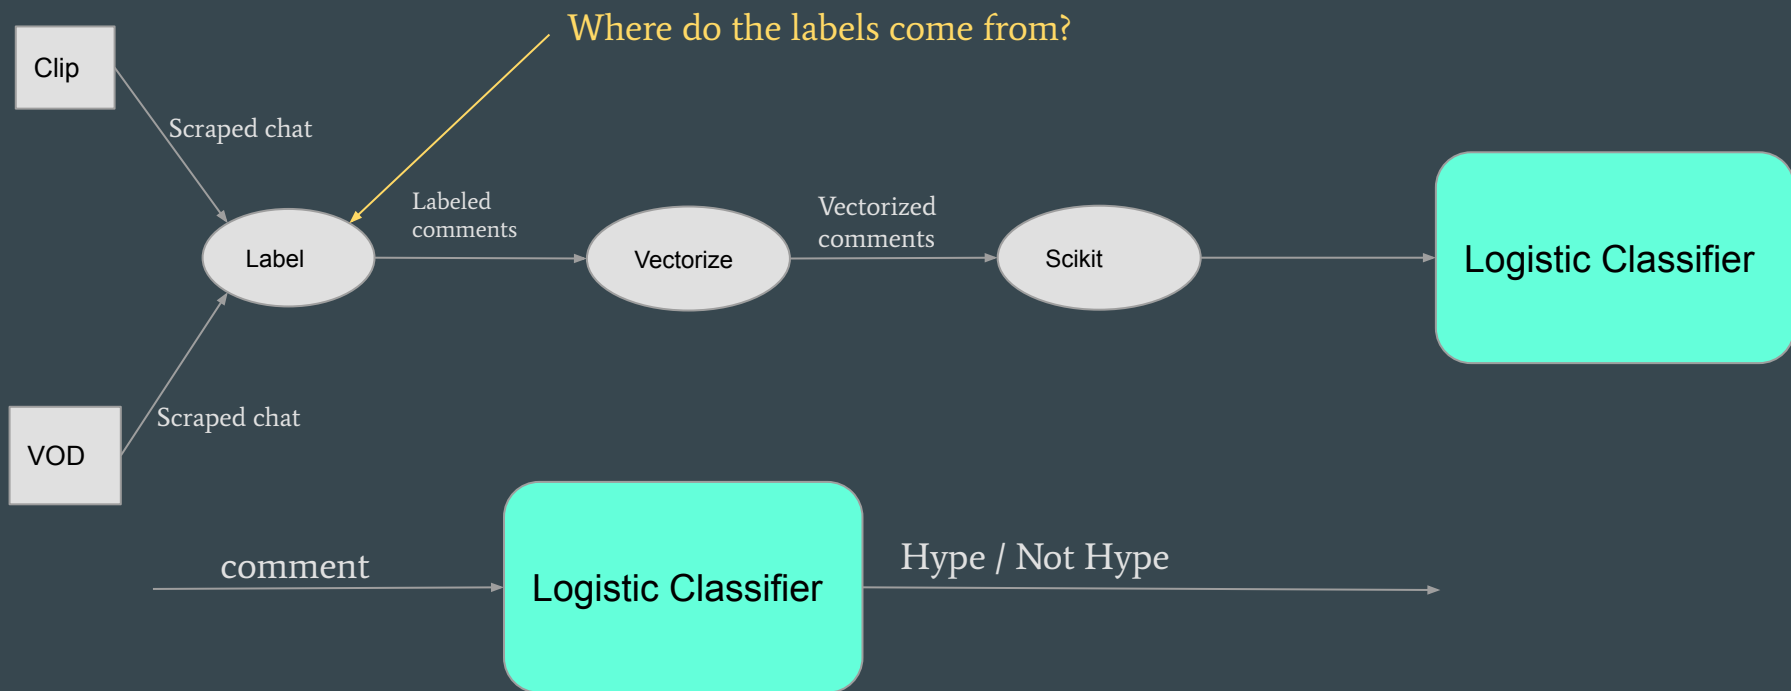 Where do the labels come from?
Clip
Scraped chat
Labeled
comments
Vectorized
comments
Label
Vectorize
Scikit
Logistic Classifier
Scraped chat
VOD
comment
Logistic Classifier
Hype / Not Hype